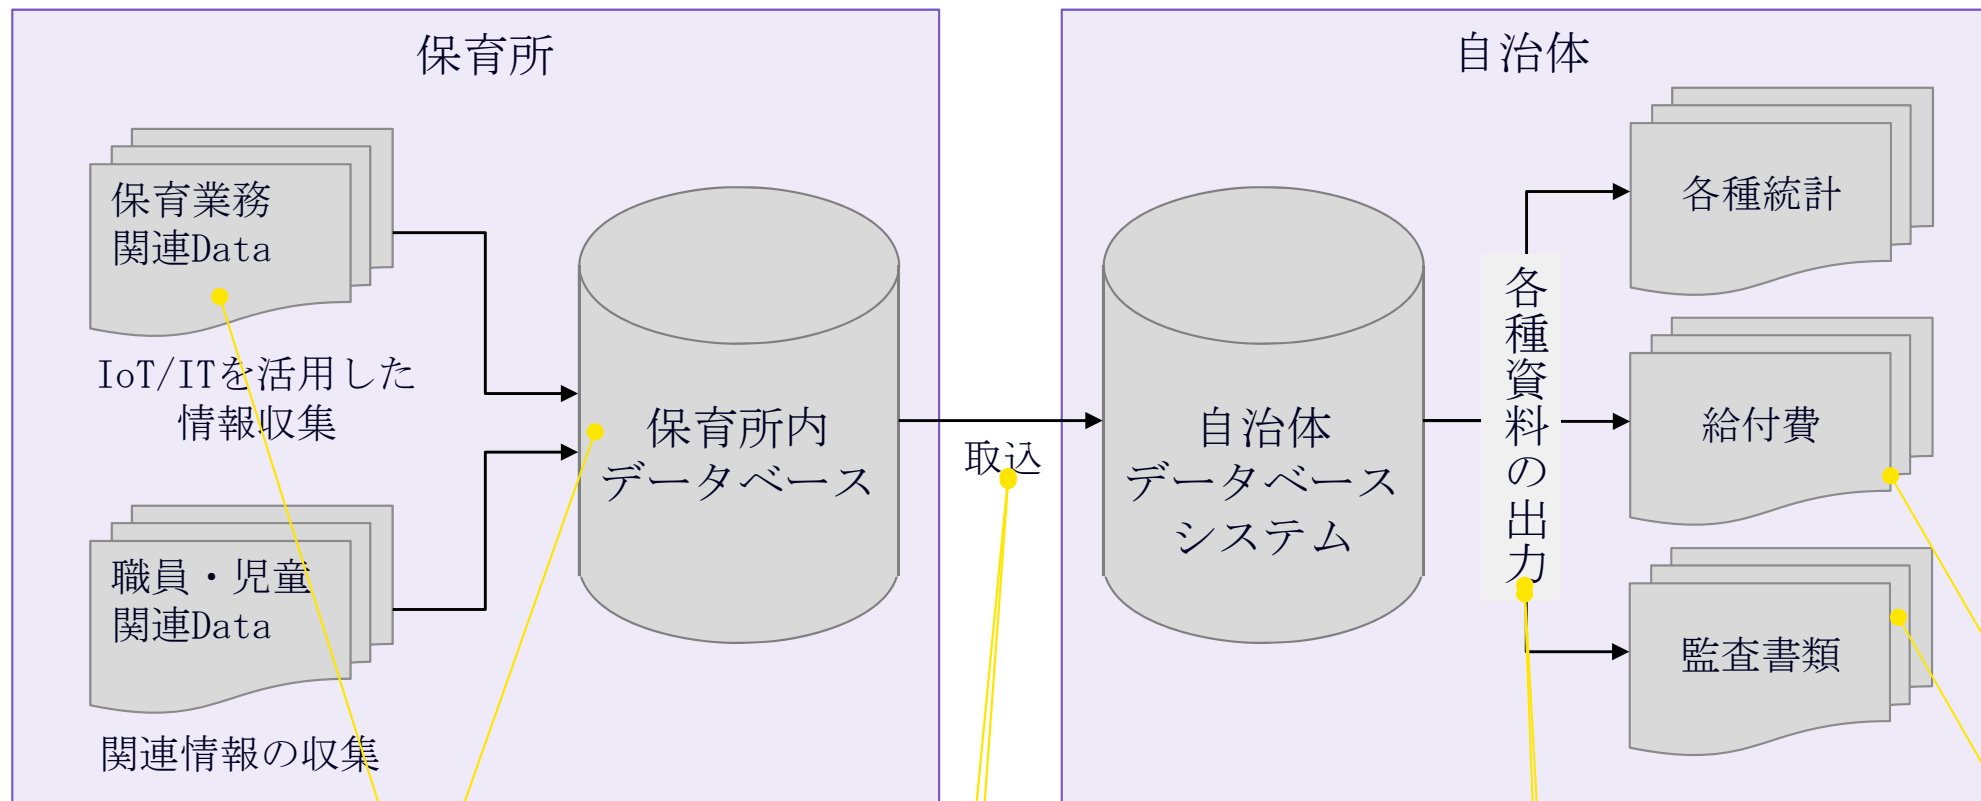 保育所
保育業務
関連Data
IoT/ITを活用した
情報収集
職員・児童
関連Data
関連情報の収集
保育所内
データベース
取込
自治体
自治体
データベース
システム
各種資料の出力
各種統計
給付費
監査書類